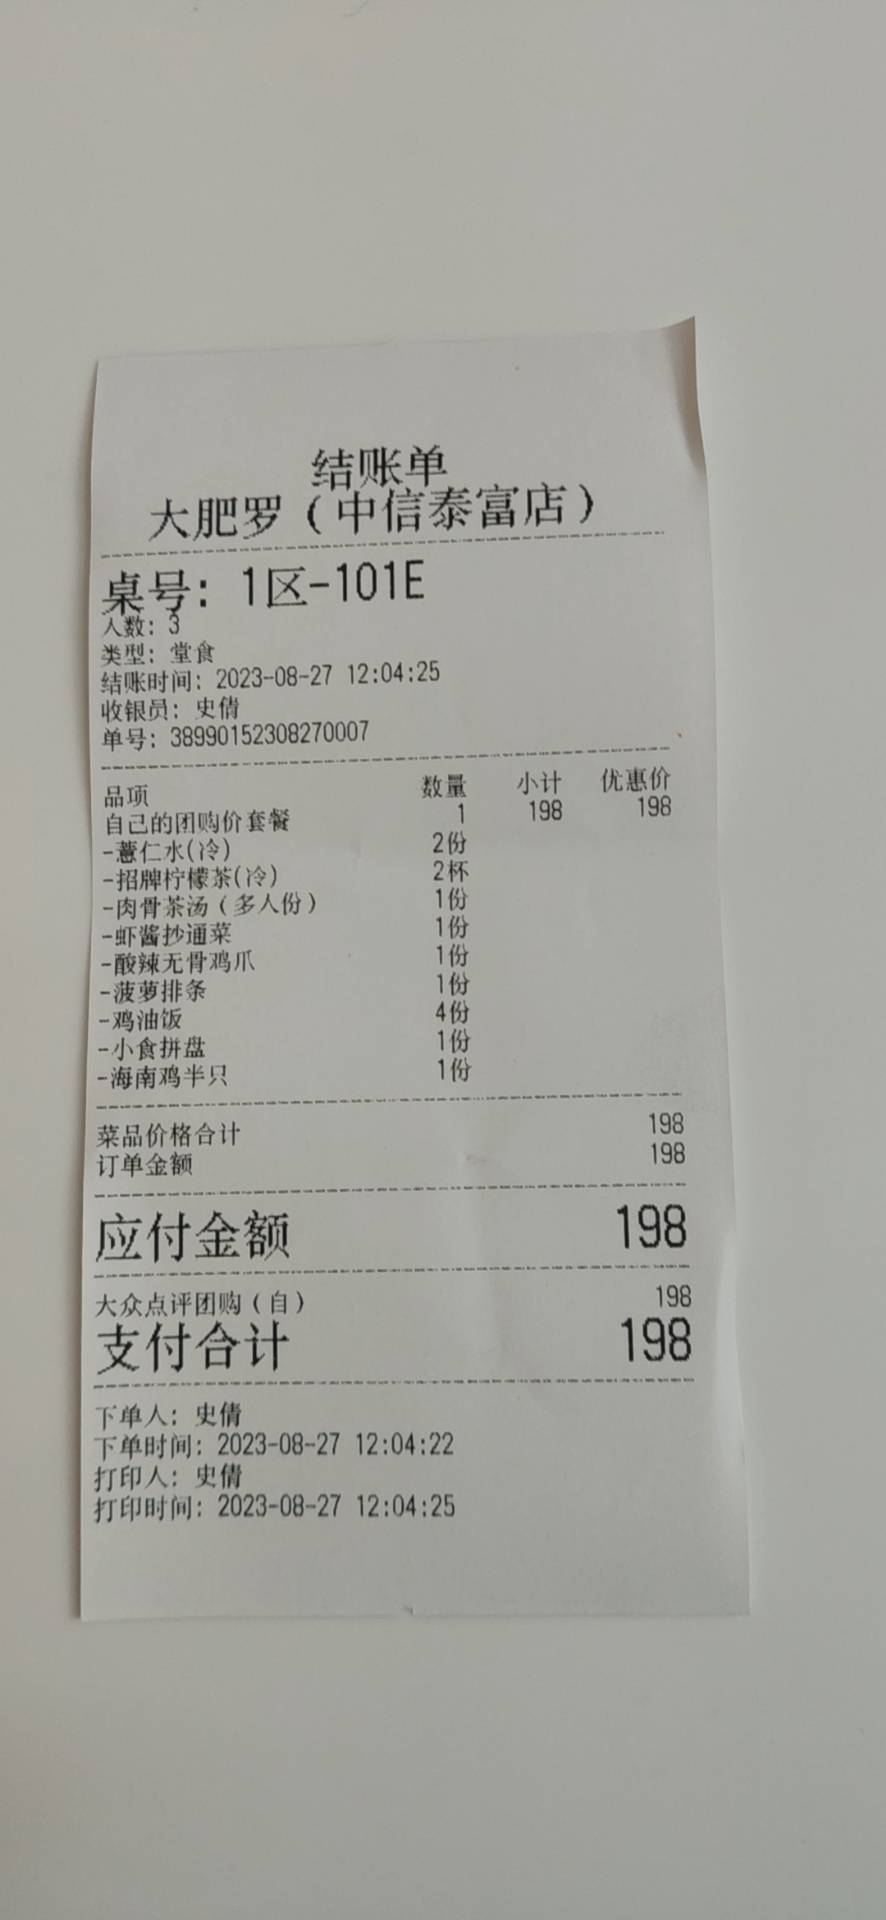 结账单
大肥罗（中信泰富店）
桌号：1区-101E
人数：3
类型：堂食
结账时间：2023-08-27 12:04:25
收银员：史倩
单号：38990152308270007
品项 数量 小计 优惠价
自己的团购价套餐 1 198 198
-薏仁水(冷) 2份
-招牌柠檬茶(冷) 2杯
-肉骨茶汤（多人份） 1份
-虾酱抄通菜 1份
-酸辣无骨鸡爪 1份
-菠萝排条 1份
-鸡油饭 4份
-小食拼盘 1份
-海南鸡半只 1份
菜品价格合计 198
订单金额 198
应付金额 198
大众点评团购（自） 198
支付合计 198
下单人：史倩
下单时间：2023-08-27 12:04:22
打印人：史倩
打印时间：2023-08-27 12:04:25